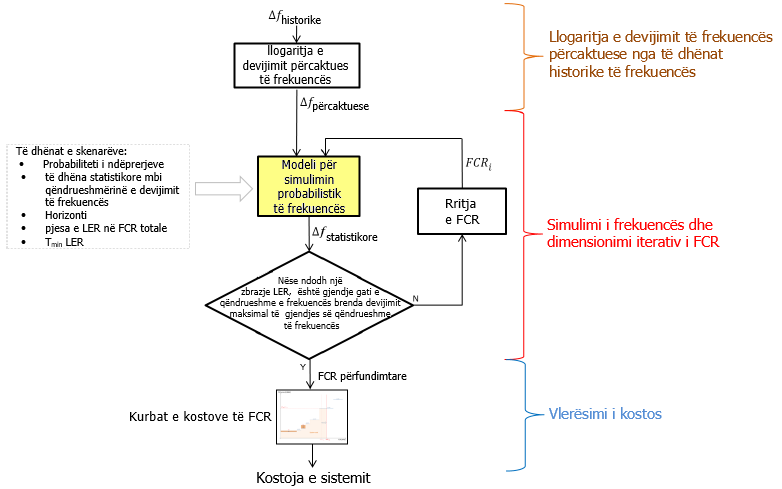 Δf historike
llogaritja e
devijimit përcaktues
të frekuencës
Δf përcaktuese
Llogaritja e devijimit të frekuencës
përcaktuese nga të dhënat
historike të frekuencës
Të dhënat e skenarëve:
• Probabiliteti i ndëprerjeve
• të dhëna statistikore mbi
qëndrueshmërinë e devijimit
të frekuencës
• Horizonti
• pjesa e LER në FCR totale
• Tmin LER
Modeli për
simulimin
probabilistik
të frekuencës
FCRi
Rritja
e FCR
Simulimi i frekuencës dhe
dimensionimi iterativ i FCR
Δf statistikore
Nëse ndodh një
zbrazje LER, është gjendje gati e
qëndrueshme e frekuencës brenda devijimit
maksimal të gjendjes së qëndrueshme
të frekuencës
N
Y
FCR përfundimtare
Kurbat e kostove të FCR
Vlerësimi i kostos
Kostoja e sistemit